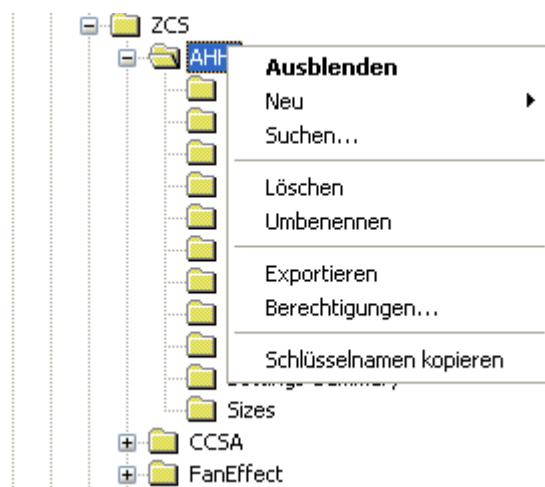 ZCS
AHH
Ausblenden
Neu
Suchen...
Löschen
Umbenennen
Exportieren
Berechtigungen...
Schlüsselnamen kopieren
Sizes
CCSA
FanEffect